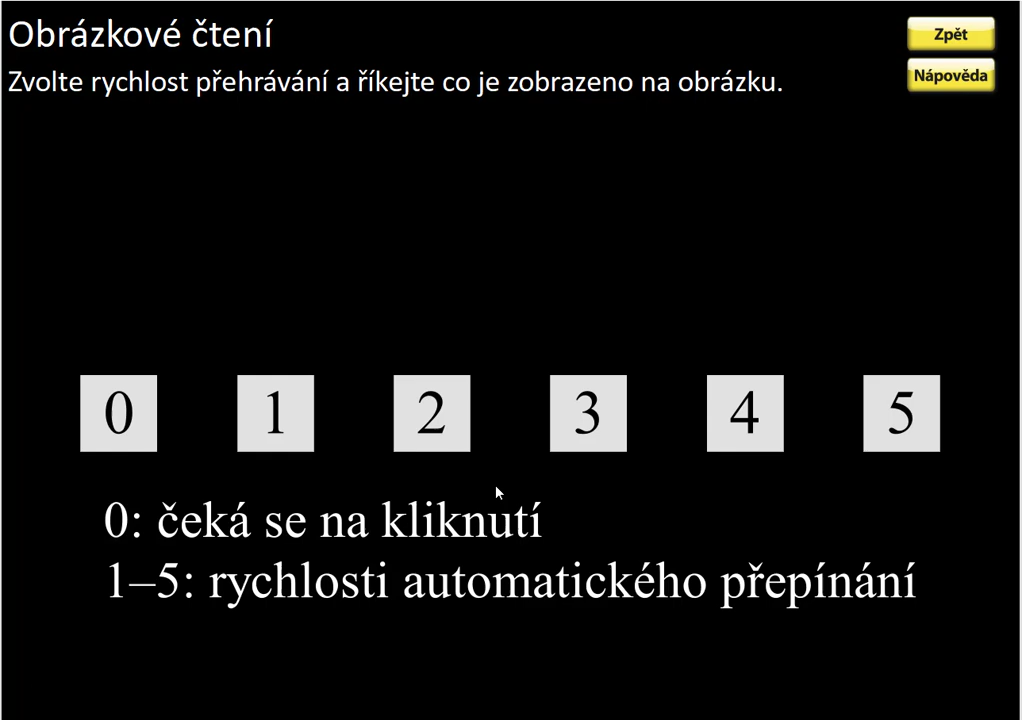 Obrázkové čtení
Zpět
Zvolte rychlost přehrávání a říkejte co je zobrazeno na obrázku.
Nápověda
0 1 2 3 4 5
0: čeká se na kliknutí
1–5: rychlosti automatického přepínání